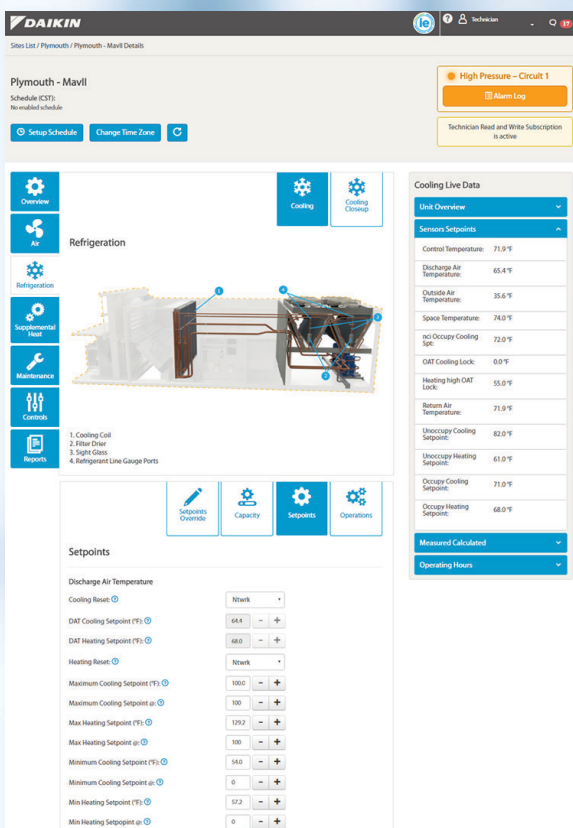 DAIKIN
ie
Technician
17
Sites List / Plymouth / Plymouth - Mavll Details
Plymouth - Mavll
Schedule (CST):
No enabled schedule
Setup Schedule
Change Time Zone
High Pressure – Circuit 1
Alarm Log
Technician Read and Write Subscription
is active
Overview
Air
Refrigeration
Supplemental
Heat
Maintenance
Controls
Reports
Cooling
Cooling
Closeup
Refrigeration
1
4
3
2
1. Cooling Coil
2. Filter Drier
3. Sight Glass
4. Refrigerant Line Gauge Ports
Setpoints
Override
Capacity
Setpoints
Operations
Setpoints
Discharge Air Temperature
Cooling Reset: Ntwrk
DAT Cooling Setpoint (°F): 64.4 - +
DAT Heating Setpoint (°F): 68.0 - +
Heating Reset: Ntwrk
Maximum Cooling Setpoint (°F): 100.0 - +
Maximum Cooling Setpoint @: 100 - +
Max Heating Setpoint (°F): 129.2 - +
Max Heating Setpoint @: 100 - +
Minimum Cooling Setpoint (°F): 54.0 - +
Minimum Cooling Setpoint @: 0 - +
Min Heating Setpoint (°F): 57.2 - +
Min Heating Setpopint @: 0 - +
Cooling Live Data
Unit Overview
Sensors Setpoints
Control Temperature: 71.9 °F
Discharge Air
Temperature: 65.4 °F
Outside Air
Temperature: 35.6 °F
Space Temperature: 74.0 °F
nci Occupy Cooling
Spt: 72.0 °F
OAT Cooling Lock: 0.0 °F
Heating high OAT
Lock: 55.0 °F
Return Air
Temperature: 71.9 °F
Unoccupy Cooling
Setpoint: 82.0 °F
Unoccupy Heating
Setpoint: 61.0 °F
Occupy Cooling
Setpoint: 71.0 °F
Occupy Heating
Setpoint: 68.0 °F
Measured Calculated
Operating Hours